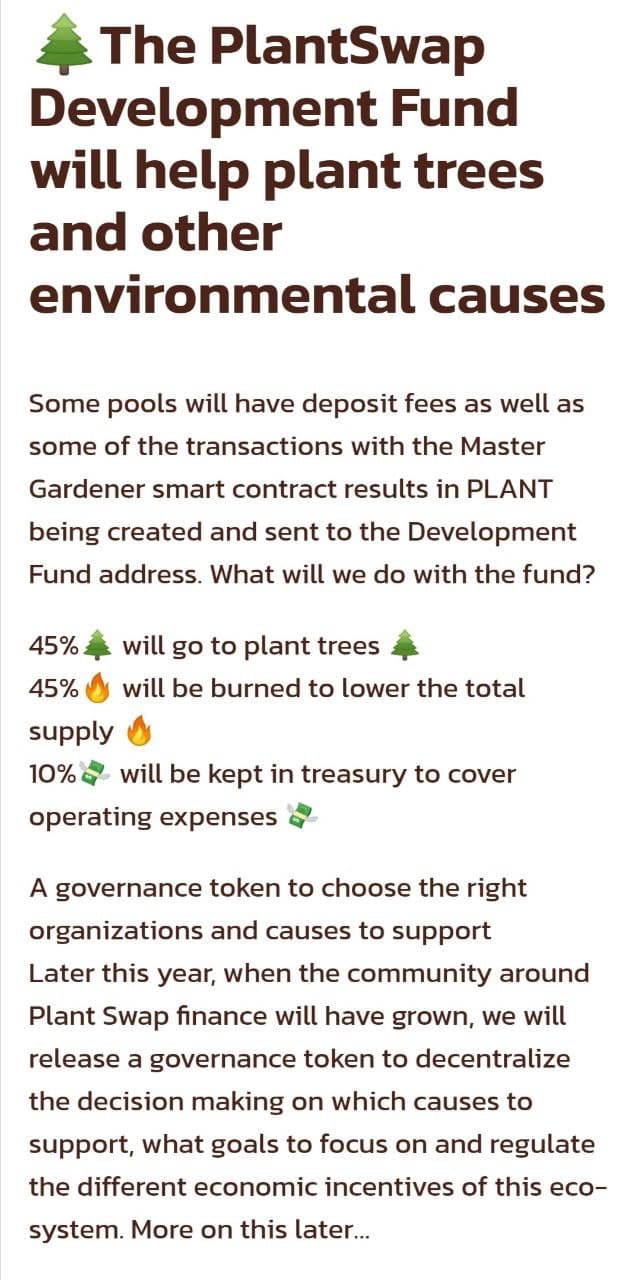 🌲The PlantSwap
Development Fund
will help plant trees
and other
environmental causes
Some pools will have deposit fees as well as
some of the transactions with the Master
Gardener smart contract results in PLANT
being created and sent to the Development
Fund address. What will we do with the fund?
45%🌲 will go to plant trees 🌲
45%🔥 will be burned to lower the total
supply 🔥
10%💸 will be kept in treasury to cover
operating expenses 💸
A governance token to choose the right
organizations and causes to support
Later this year, when the community around
Plant Swap finance will have grown, we will
release a governance token to decentralize
the decision making on which causes to
support, what goals to focus on and regulate
the different economic incentives of this eco-
system. More on this later...